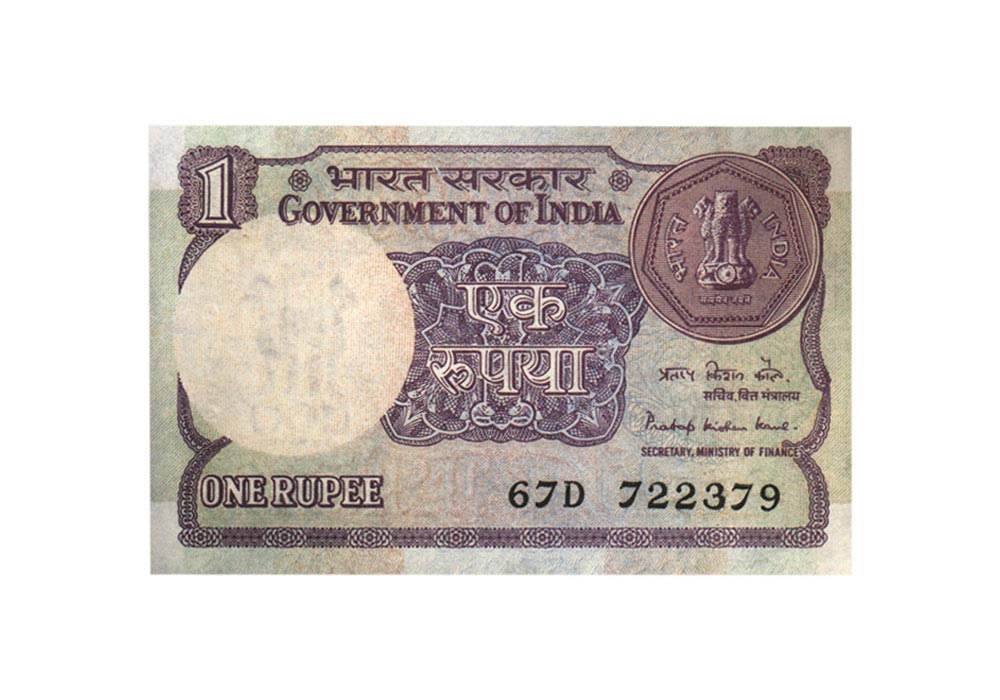 1
भारत सरकार
GOVERNMENT OF INDIA
भारत
INDIA
सत्यमेव जयते
एक
रुपया
प्रताप किशन कौल.
सचिव, वित्त मंत्रालय
Pratap Kishen Kaul.
SECRETARY, MINISTRY OF FINANCE
ONE RUPEE
67D 722379